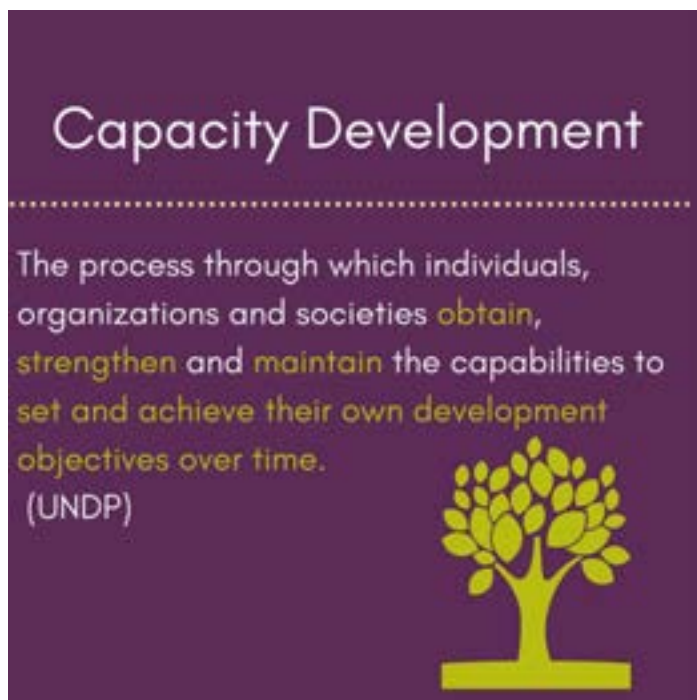 Capacity Development
The process through which individuals,
organizations and societies obtain,
strengthen and maintain the capabilities to
set and achieve their own development
objectives over time.
(UNDP)